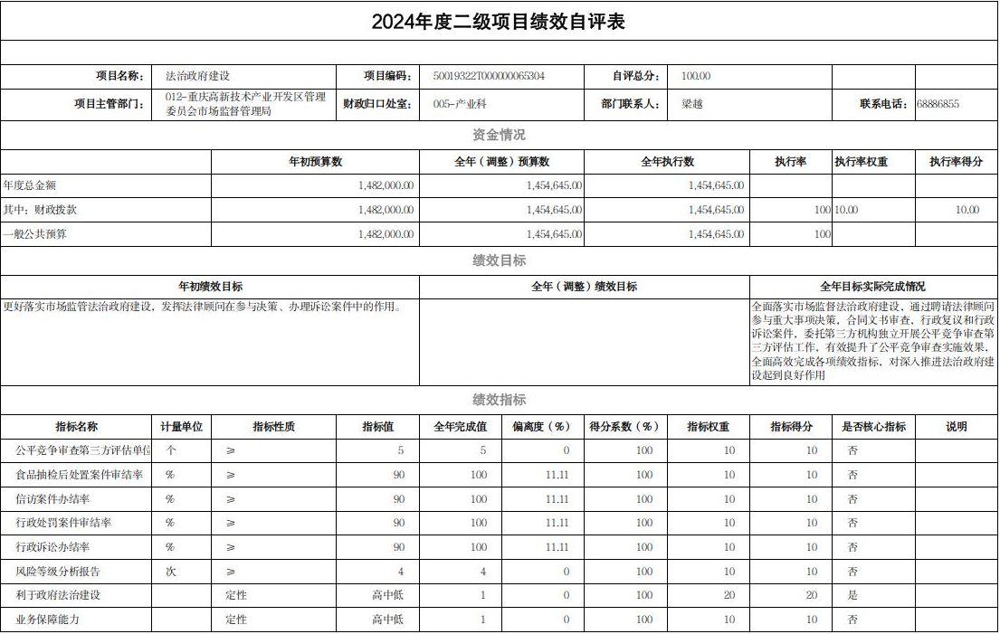 2024年度二级项目绩效自评表
项目名称： 法治政府建设 项目编码： 50019322T000000065304 自评总分： 100.00
项目主管部门： 012-重庆高新技术产业开发区管理委员会市场监督管理局 财政归口处室： 005-产业科 部门联系人： 梁越 联系电话： 68886855
资金情况
年初预算数 全年（调整）预算数 全年执行数 执行率 执行率权重 执行率得分
年度总金额 1,482,000.00 1,454,645.00 1,454,645.00
其中：财政拨款 1,482,000.00 1,454,645.00 1,454,645.00 100 10.00 10.00
一般公共预算 1,482,000.00 1,454,645.00 1,454,645.00 100
绩效目标
年初绩效目标 全年（调整）绩效目标 全年目标实际完成情况
更好落实市场监管法治政府建设，发挥法律顾问在参与决策、办理诉讼案件中的作用。
全面落实市场监督法治政府建设，通过聘请法律顾问
参与重大事项决策，合同文书审查，行政复议和行政
诉讼案件，委托第三方机构独立开展公平竞争审查第
三方评估工作，有效提升了公平竞争审查实施效果，
全面高效完成各项绩效指标，对深入推进法治政府建
设起到良好作用
绩效指标
指标名称 计量单位 指标性质 指标值 全年完成值 偏离度（%） 得分系数（%） 指标权重 指标得分 是否核心指标 说明
公平竞争审查第三方评估单位 个 ≥ 5 5 0 100 10 10 否
食品抽检后处置案件审结率 % ≥ 90 100 11.11 100 10 10 否
信访案件办结率 % ≥ 90 100 11.11 100 10 10 否
行政处罚案件审结率 % ≥ 90 100 11.11 100 10 10 否
行政诉讼办结率 % ≥ 90 100 11.11 100 10 10 否
风险等级分析报告 次 ≥ 4 4 0 100 10 10 否
利于政府法治建设 定性 高中低 1 0 100 20 20 是
业务保障能力 定性 高中低 1 0 100 10 10 否